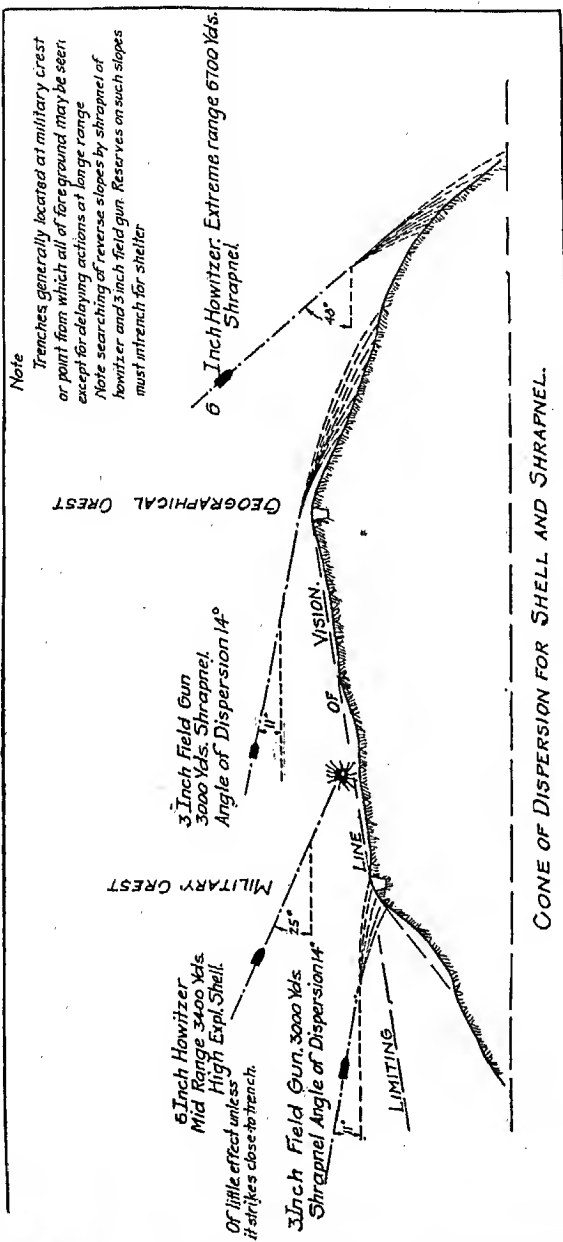 Note
Trenches generally located at military crest
or point from which all of foreground may be seen
except for delaying actions at longe range
Note searching of reverse slopes by shrapnel of
howitzer and 3 inch field gun. Reserves on such slopes
must intrench for shelter
6 Inch Howitzer. Extreme range 6700 Yds.
Shrapnel.
40°
GEOGRAPHICAL CREST
3 Inch Field Gun
3000 Yds. Shrapnel.
Angle of Dispersion 14°
11°
MILITARY CREST
6 Inch Howitzer
Mid Range 3400 Yds.
High Expl. Shell.
Of little effect unless
it strikes close to trench.
25°
3 Inch Field Gun. 3000 Yds.
Shrapnel Angle of Dispersion 14°
11°
LIMITING LINE OF VISION.
CONE OF DISPERSION FOR SHELL AND SHRAPNEL.